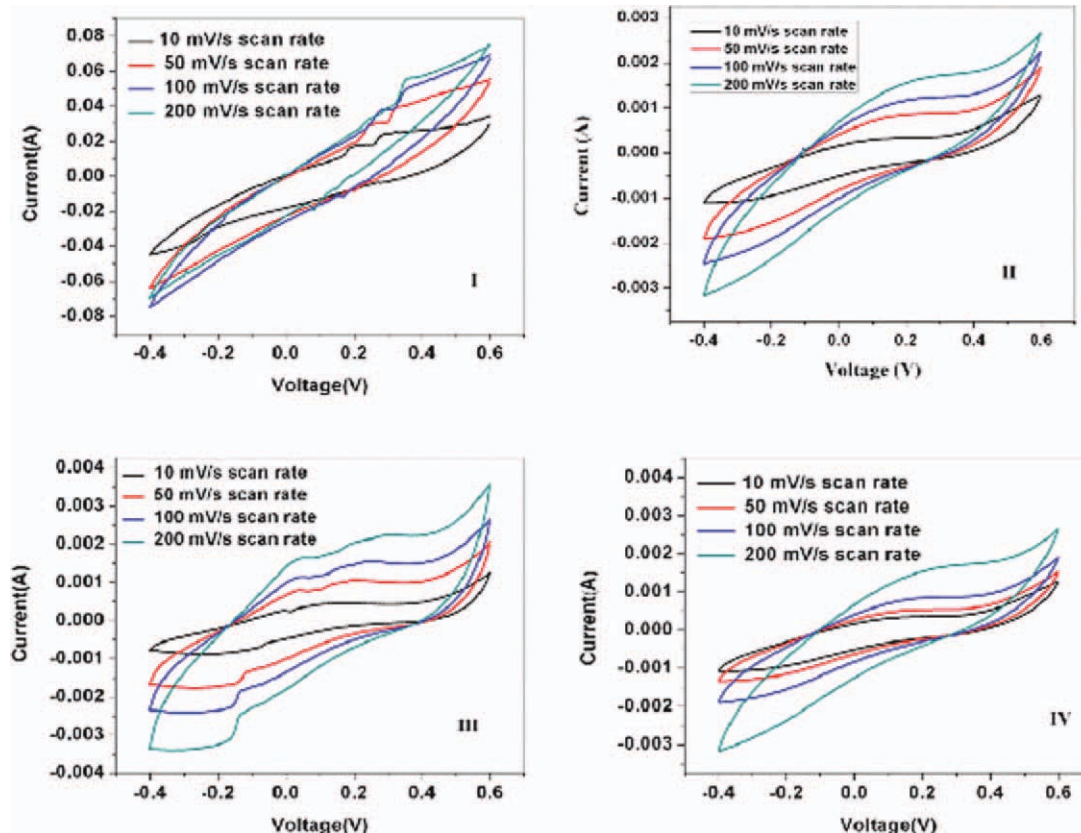 10 mV/s scan rate
50 mV/s scan rate
100 mV/s scan rate
200 mV/s scan rate
0.08
0.06
0.04
0.02
0.00
-0.02
-0.04
-0.06
-0.08
Current(A)
I
-0.4 -0.2 0.0 0.2 0.4 0.6
Voltage(V)
10 mV/s scan rate
50 mV/s scan rate
100 mV/s scan rate
200 mV/s scan rate
0.003
0.002
0.001
0.000
-0.001
-0.002
-0.003
Current (A)
II
-0.4 -0.2 0.0 0.2 0.4 0.6
Voltage (V)
10 mV/s scan rate
50 mV/s scan rate
100 mV/s scan rate
200 mV/s scan rate
0.004
0.003
0.002
0.001
0.000
-0.001
-0.002
-0.003
-0.004
Current(A)
III
-0.4 -0.2 0.0 0.2 0.4 0.6
Voltage(V)
10 mV/s scan rate
50 mV/s scan rate
100 mV/s scan rate
200 mV/s scan rate
0.004
0.003
0.002
0.001
0.000
-0.001
-0.002
-0.003
Current(A)
IV
-0.4 -0.2 0.0 0.2 0.4 0.6
Voltage(V)